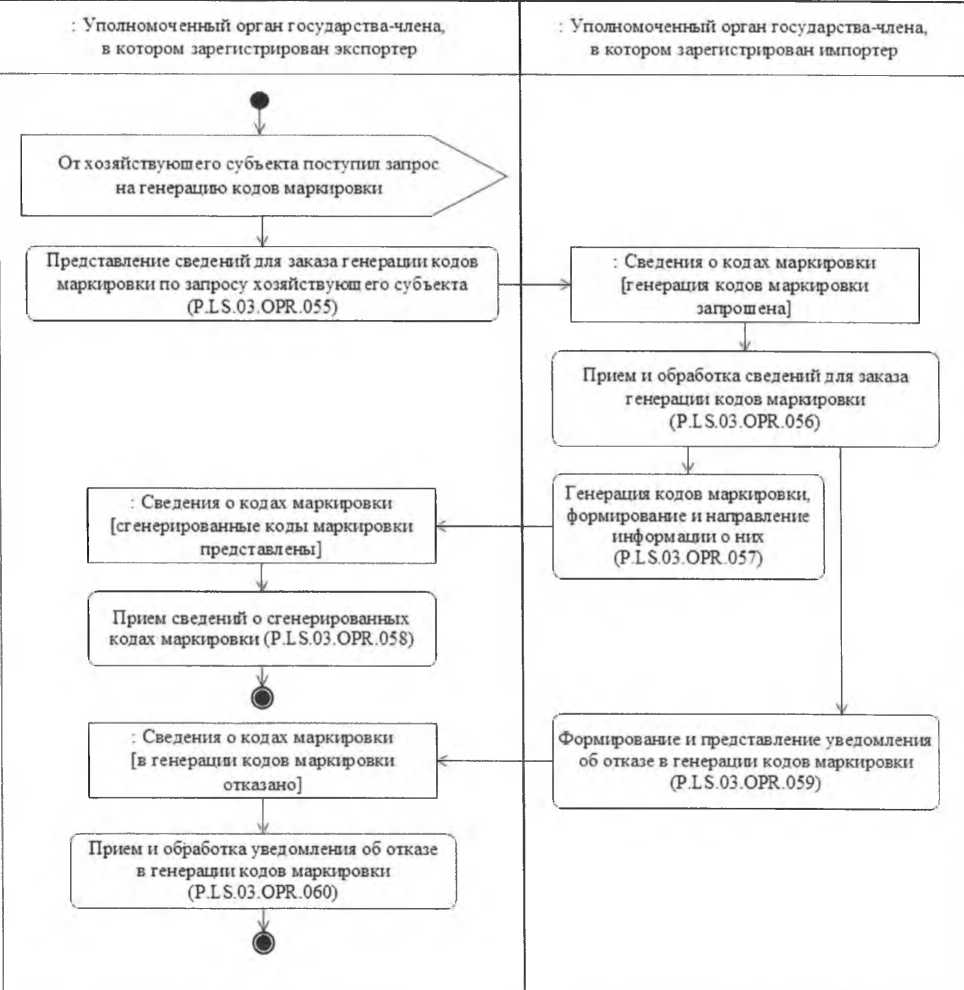 : Уполномоченный орган государства-члена,
в котором зарегистрирован экспортер
: Уполномоченный орган государства-члена,
в котором зарегистрирован импортер
От хозяйствующего субъекта поступил запрос
на генерацию кодов маркировки
Представление сведений для заказа генерации кодов
маркировки по запросу хозяйствующего субъекта
(P.LS.03.OPR.055)
: Сведения о кодах маркировки
[генерация кодов маркировки
запрошена]
Прием и обработка сведений для заказа
генерации кодов маркировки
(P.LS.03.OPR.056)
Генерация кодов маркировки,
формирование и направление
информации о них
(P.LS.03.OPR.057)
: Сведения о кодах маркировки
[сгенерированные коды маркировки
представлены]
Прием сведений о сгенерированных
кодах маркировки (P.LS.03.OPR.058)
: Сведения о кодах маркировки
[в генерации кодов маркировки
отказано]
Формирование и представление уведомления
об отказе в генерации кодов маркировки
(P.LS.03.OPR.059)
Прием и обработка уведомления об отказе
в генерации кодов маркировки
(P.LS.03.OPR.060)